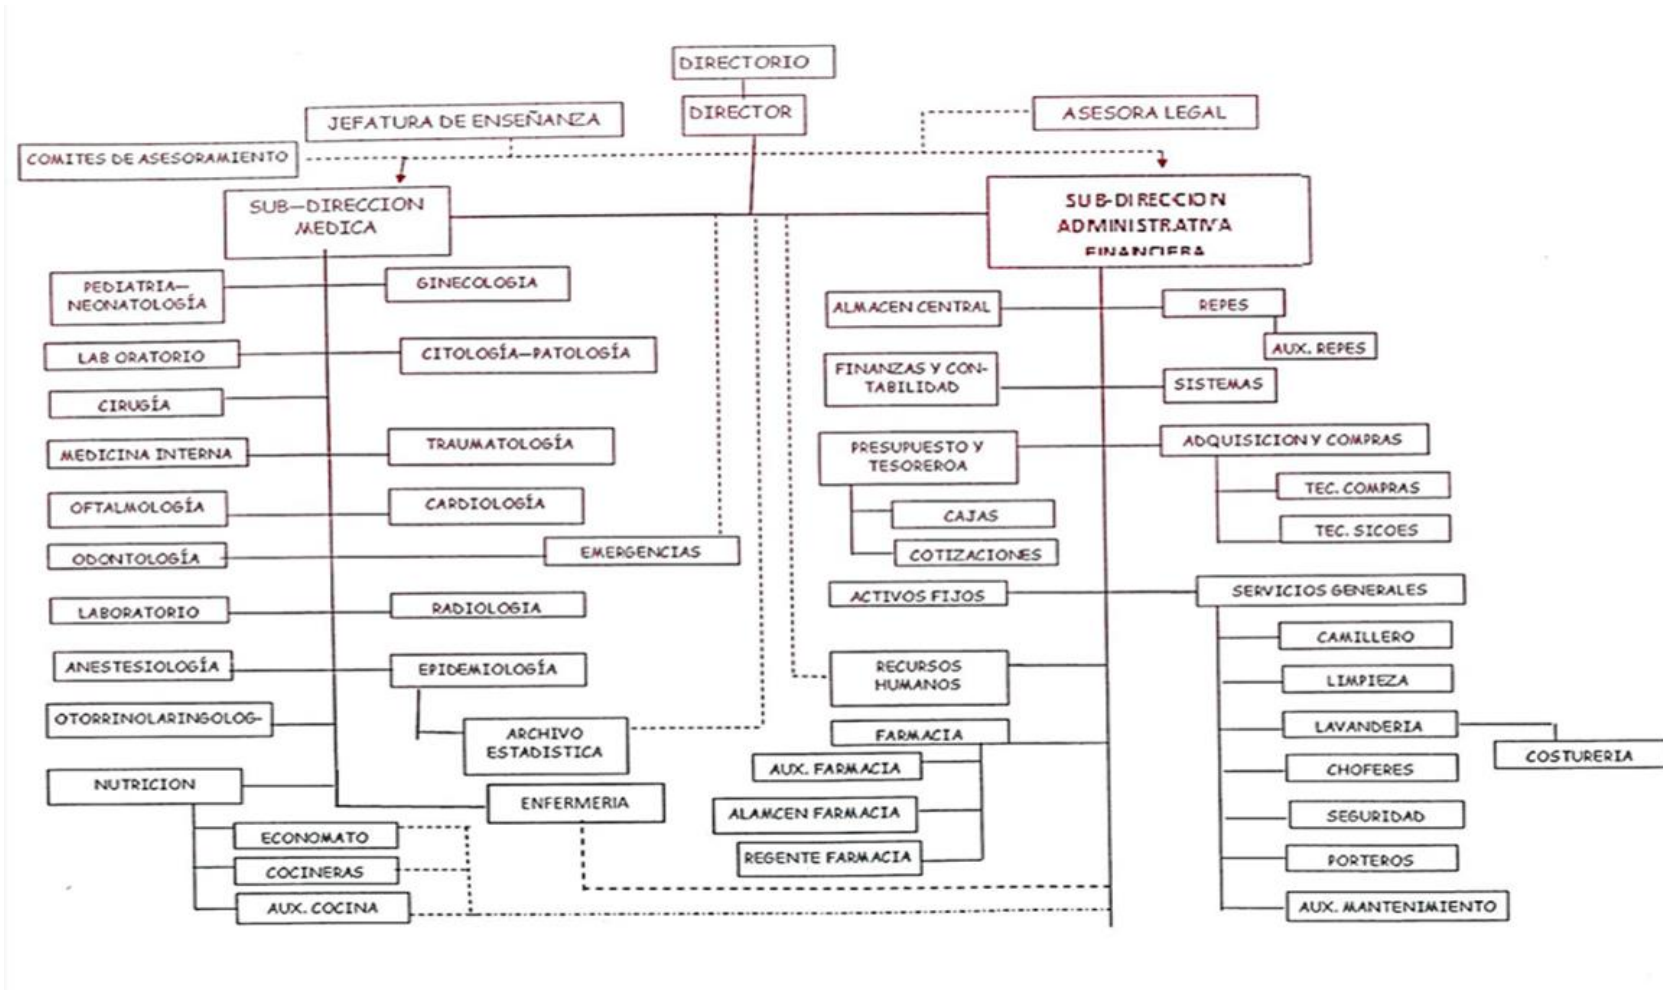 DIRECTORIO
DIRECTOR
JEFATURA DE ENSEÑANZA
ASESORA LEGAL
COMITES DE ASESORAMIENTO
SUB-DIRECCION
MEDICA
SUB-DIRECCION
ADMINISTRATIVA
FINANCIERA
PEDIATRIA-
NEONATOLOGÍA
GINECOLOGIA
LAB ORATORIO
CITOLOGÍA-PATOLOGÍA
CIRUGÍA
MEDICINA INTERNA
TRAUMATOLOGÍA
OFTALMOLOGÍA
CARDIOLOGÍA
ODONTOLOGÍA
EMERGENCIAS
LABORATORIO
RADIOLOGIA
ANESTESIOLOGÍA
EPIDEMIOLOGÍA
OTORRINOLARINGOLOG-
ARCHIVO
ESTADISTICA
NUTRICION
ENFERMERIA
ECONOMATO
COCINERAS
AUX. COCINA
ALMACEN CENTRAL
REPES
AUX. REPES
FINANZAS Y CON-
TABILIDAD
SISTEMAS
PRESUPUESTO Y
TESOREROA
ADQUISICION Y COMPRAS
TEC. COMPRAS
CAJAS
TEC. SICOES
COTIZACIONES
ACTIVOS FIJOS
SERVICIOS GENERALES
CAMILLERO
RECURSOS
HUMANOS
LIMPIEZA
FARMACIA
LAVANDERIA
COSTURERIA
AUX. FARMACIA
CHOFERES
ALAMCEN FARMACIA
SEGURIDAD
REGENTE FARMACIA
PORTEROS
AUX. MANTENIMIENTO